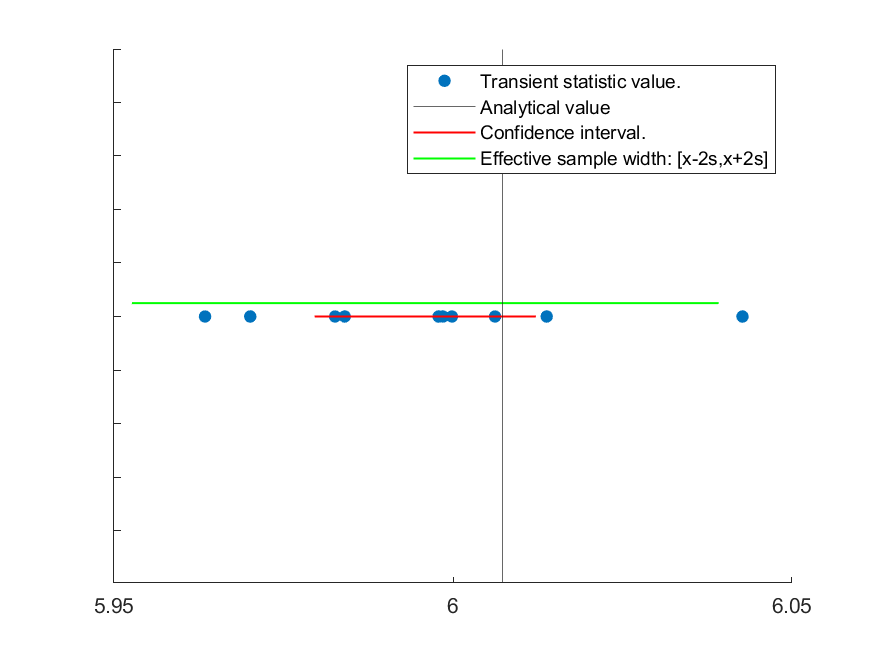 Transient statistic value.
Analytical value
Confidence interval.
Effective sample width: [x-2s,x+2s]
5.95 6 6.05